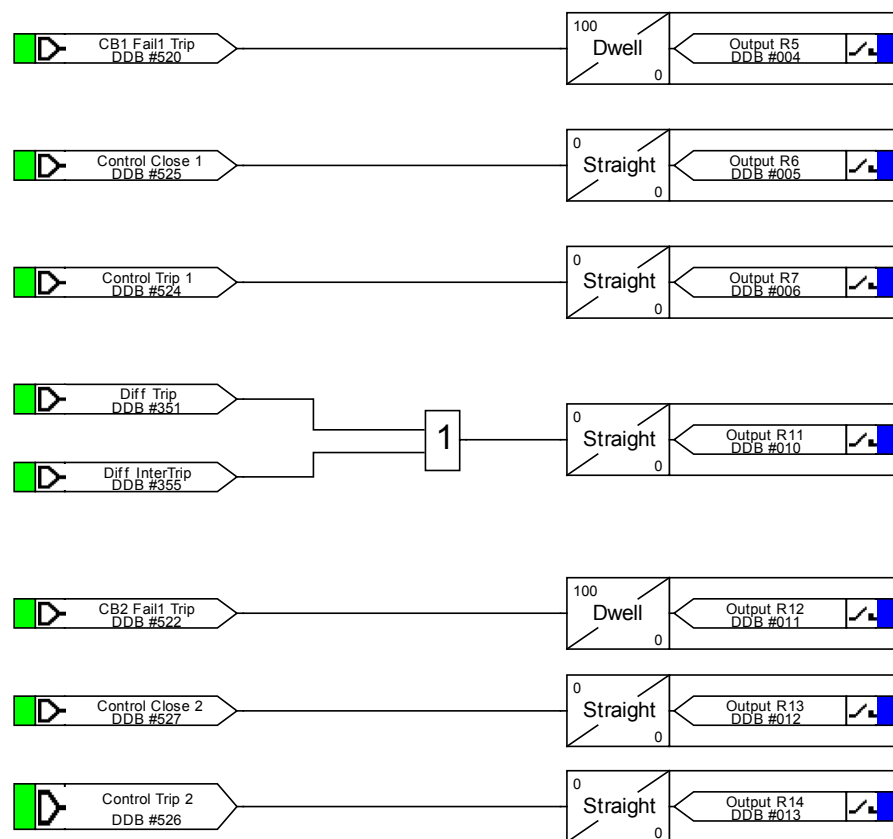 CB1 Fail1 Trip
DDB #520
100
Dwell
0
Output R5
DDB #004
Control Close 1
DDB #525
0
Straight
0
Output R6
DDB #005
Control Trip 1
DDB #524
0
Straight
0
Output R7
DDB #006
Diff Trip
DDB #351
Diff InterTrip
DDB #355
1
0
Straight
0
Output R11
DDB #010
CB2 Fail1 Trip
DDB #522
100
Dwell
0
Output R12
DDB #011
Control Close 2
DDB #527
0
Straight
0
Output R13
DDB #012
Control Trip 2
DDB #526
0
Straight
0
Output R14
DDB #013